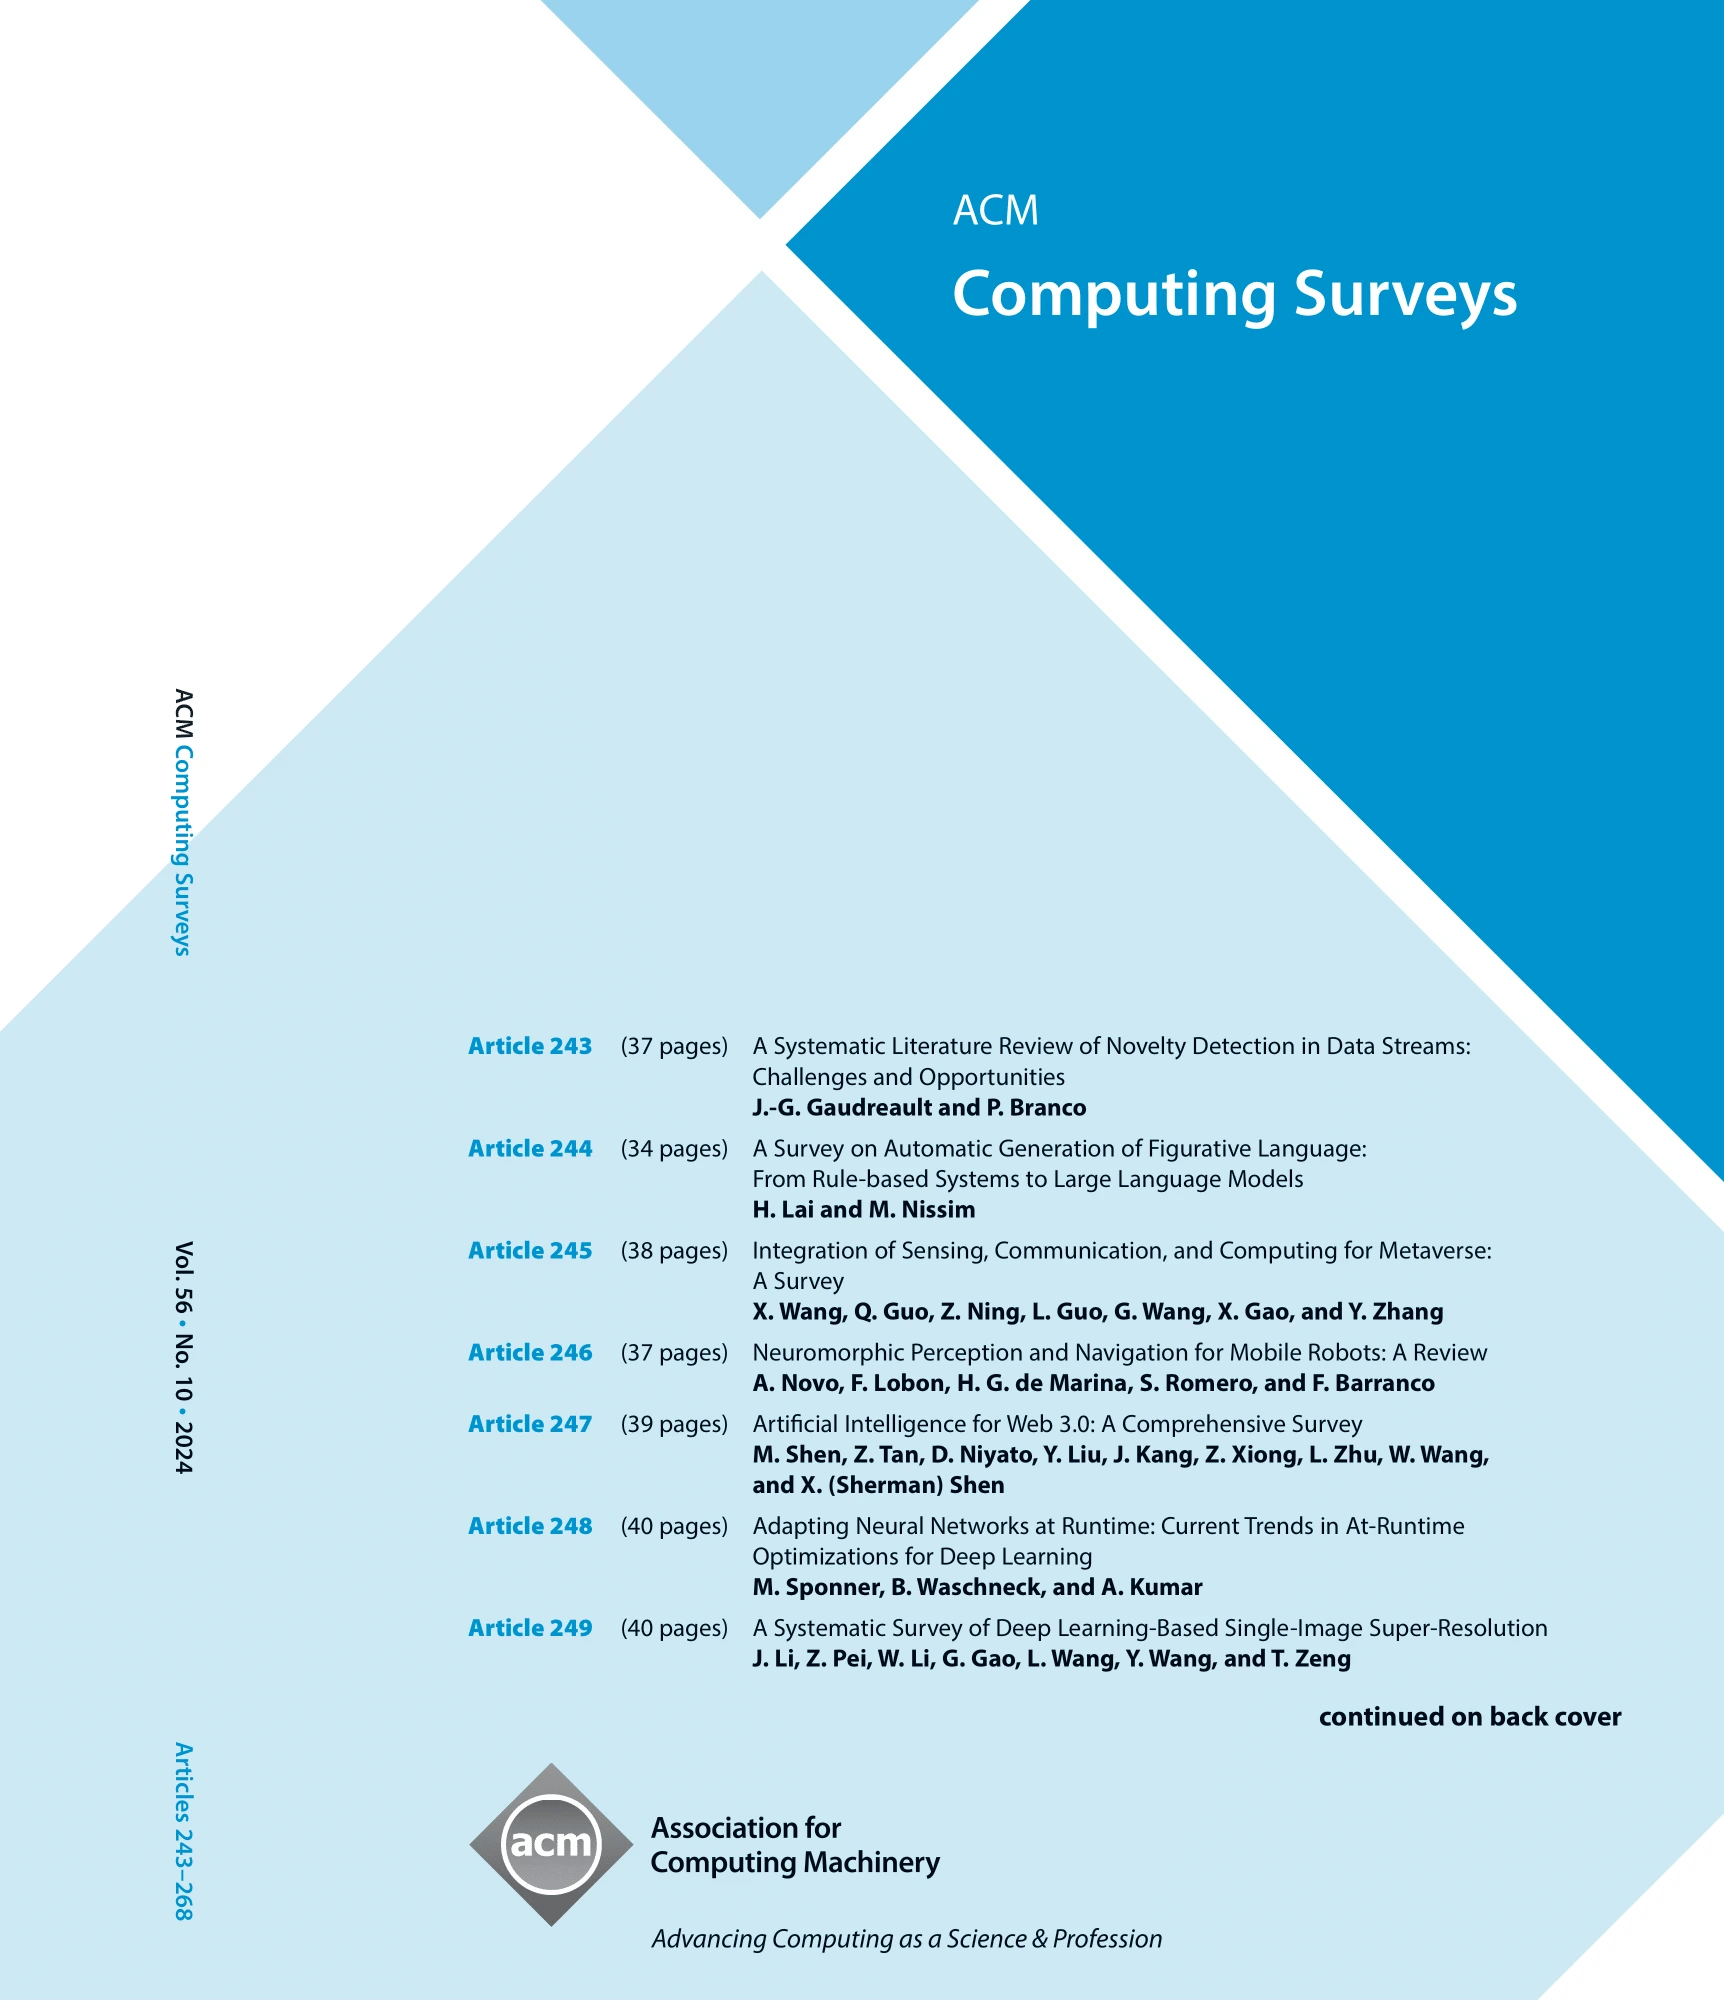 ACM
Computing Surveys
ACM Computing Surveys
Vol. 56 • No. 10 • 2024
Articles 243–268
Article 243 (37 pages) A Systematic Literature Review of Novelty Detection in Data Streams:
Challenges and Opportunities
J.-G. Gaudreault and P. Branco
Article 244 (34 pages) A Survey on Automatic Generation of Figurative Language:
From Rule-based Systems to Large Language Models
H. Lai and M. Nissim
Article 245 (38 pages) Integration of Sensing, Communication, and Computing for Metaverse:
A Survey
X. Wang, Q. Guo, Z. Ning, L. Guo, G. Wang, X. Gao, and Y. Zhang
Article 246 (37 pages) Neuromorphic Perception and Navigation for Mobile Robots: A Review
A. Novo, F. Lobon, H. G. de Marina, S. Romero, and F. Barranco
Article 247 (39 pages) Artificial Intelligence for Web 3.0: A Comprehensive Survey
M. Shen, Z. Tan, D. Niyato, Y. Liu, J. Kang, Z. Xiong, L. Zhu, W. Wang,
and X. (Sherman) Shen
Article 248 (40 pages) Adapting Neural Networks at Runtime: Current Trends in At-Runtime
Optimizations for Deep Learning
M. Sponner, B. Waschneck, and A. Kumar
Article 249 (40 pages) A Systematic Survey of Deep Learning-Based Single-Image Super-Resolution
J. Li, Z. Pei, W. Li, G. Gao, L. Wang, Y. Wang, and T. Zeng
continued on back cover
acm
Association for
Computing Machinery
Advancing Computing as a Science & Profession